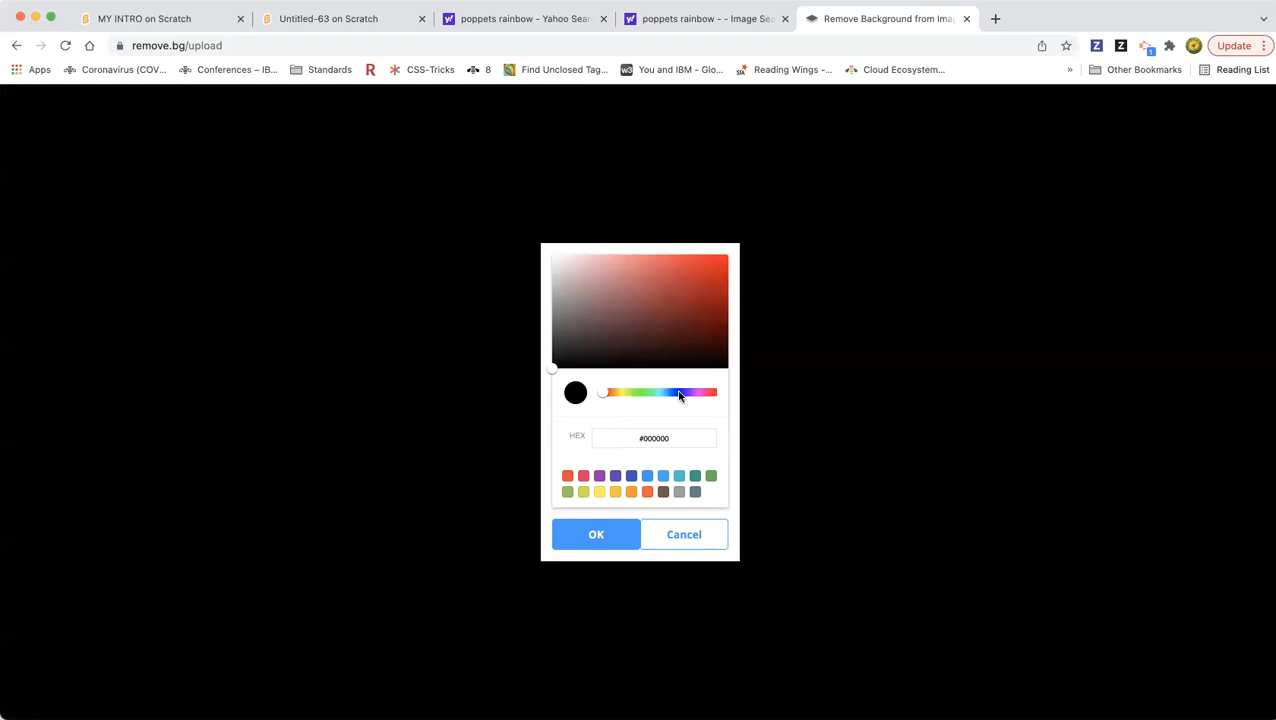 MY INTRO on Scratch
Untitled-63 on Scratch
poppets rainbow - Yahoo Sear
poppets rainbow - - Image Sea
Remove Background from Imag
remove.bg/upload
1
Update
Apps
Coronavirus (COV...
Conferences – IB...
Standards
R
CSS-Tricks
8
Find Unclosed Tag...
w3
You and IBM - Glo...
Reading Wings -...
Cloud Ecosystem...
»
Other Bookmarks
Reading List
HEX
#000000
OK
Cancel